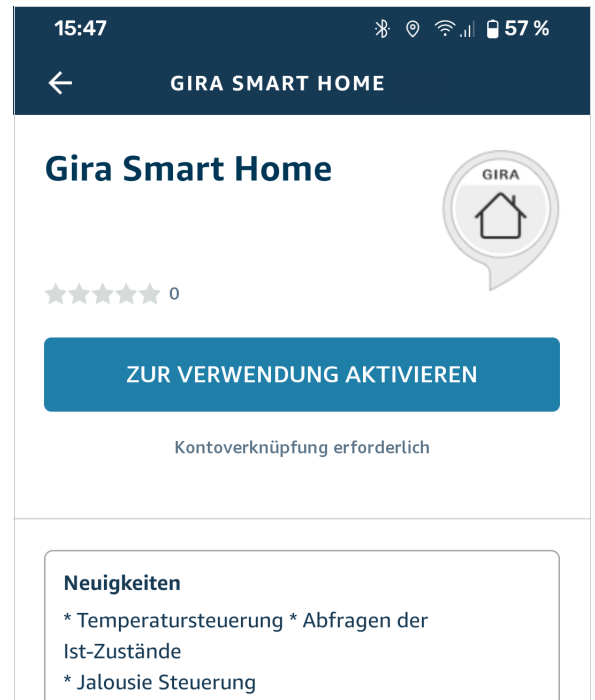 15:47 57 %
GIRA SMART HOME
Gira Smart Home
GIRA
0
ZUR VERWENDUNG AKTIVIEREN
Kontoverknüpfung erforderlich
Neuigkeiten
* Temperatursteuerung * Abfragen der
Ist-Zustände
* Jalousie Steuerung